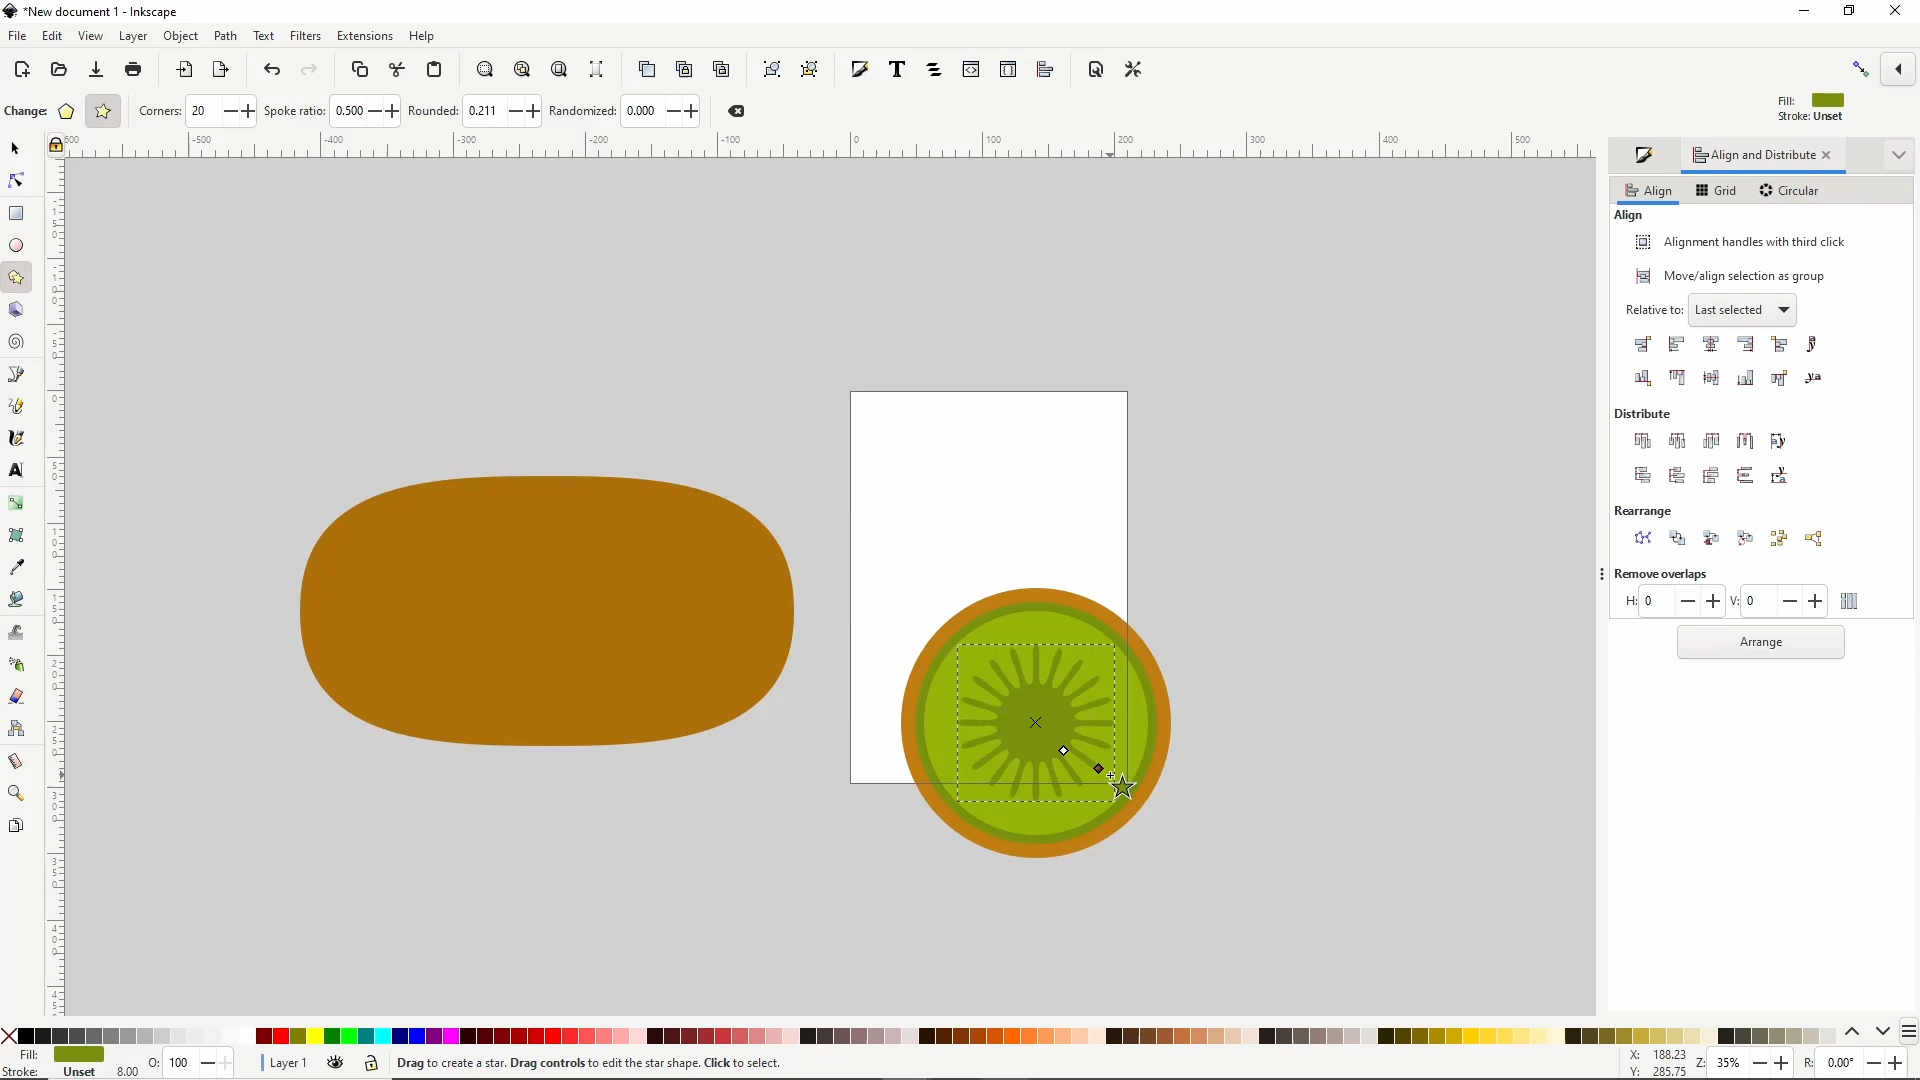 *New document 1 - Inkscape
File Edit View Layer Object Path Text Filters Extensions Help
Change: Corners: 20 Spoke ratio: 0.500 Rounded: 0.211 Randomized: 0.000
Fill:
Stroke: Unset
-500 -400 -300 -200 -100 0 100 200 300 400 500
Align and Distribute
Align Grid Circular
Align
Alignment handles with third click
Move/align selection as group
Relative to: Last selected
Distribute
Rearrange
Remove overlaps
H: 0 V: 0
Arrange
Fill:
Stroke: Unset 8.00 O: 100 Layer 1 Drag to create a star. Drag controls to edit the star shape. Click to select.
X: 188.23
Y: 285.75
Z: 35% R: 0.00°